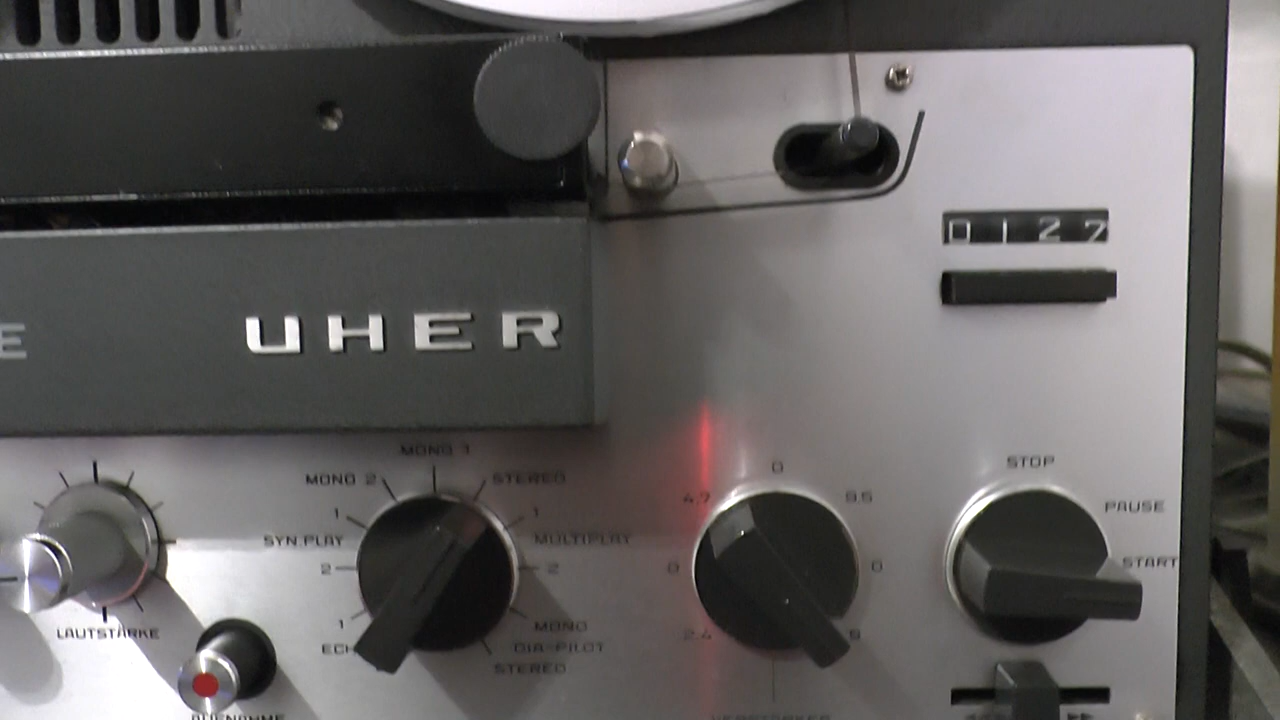 0127
E UHER
MONO 1
MONO 2
STEREO
1
1
SYN.PLAY
MULTIPLAY
2
2
1
MONO
DIA-PILOT
STEREO
0
4.7
9.5
0
0
2.4
STOP
PAUSE
START
LAUTSTÄRKE